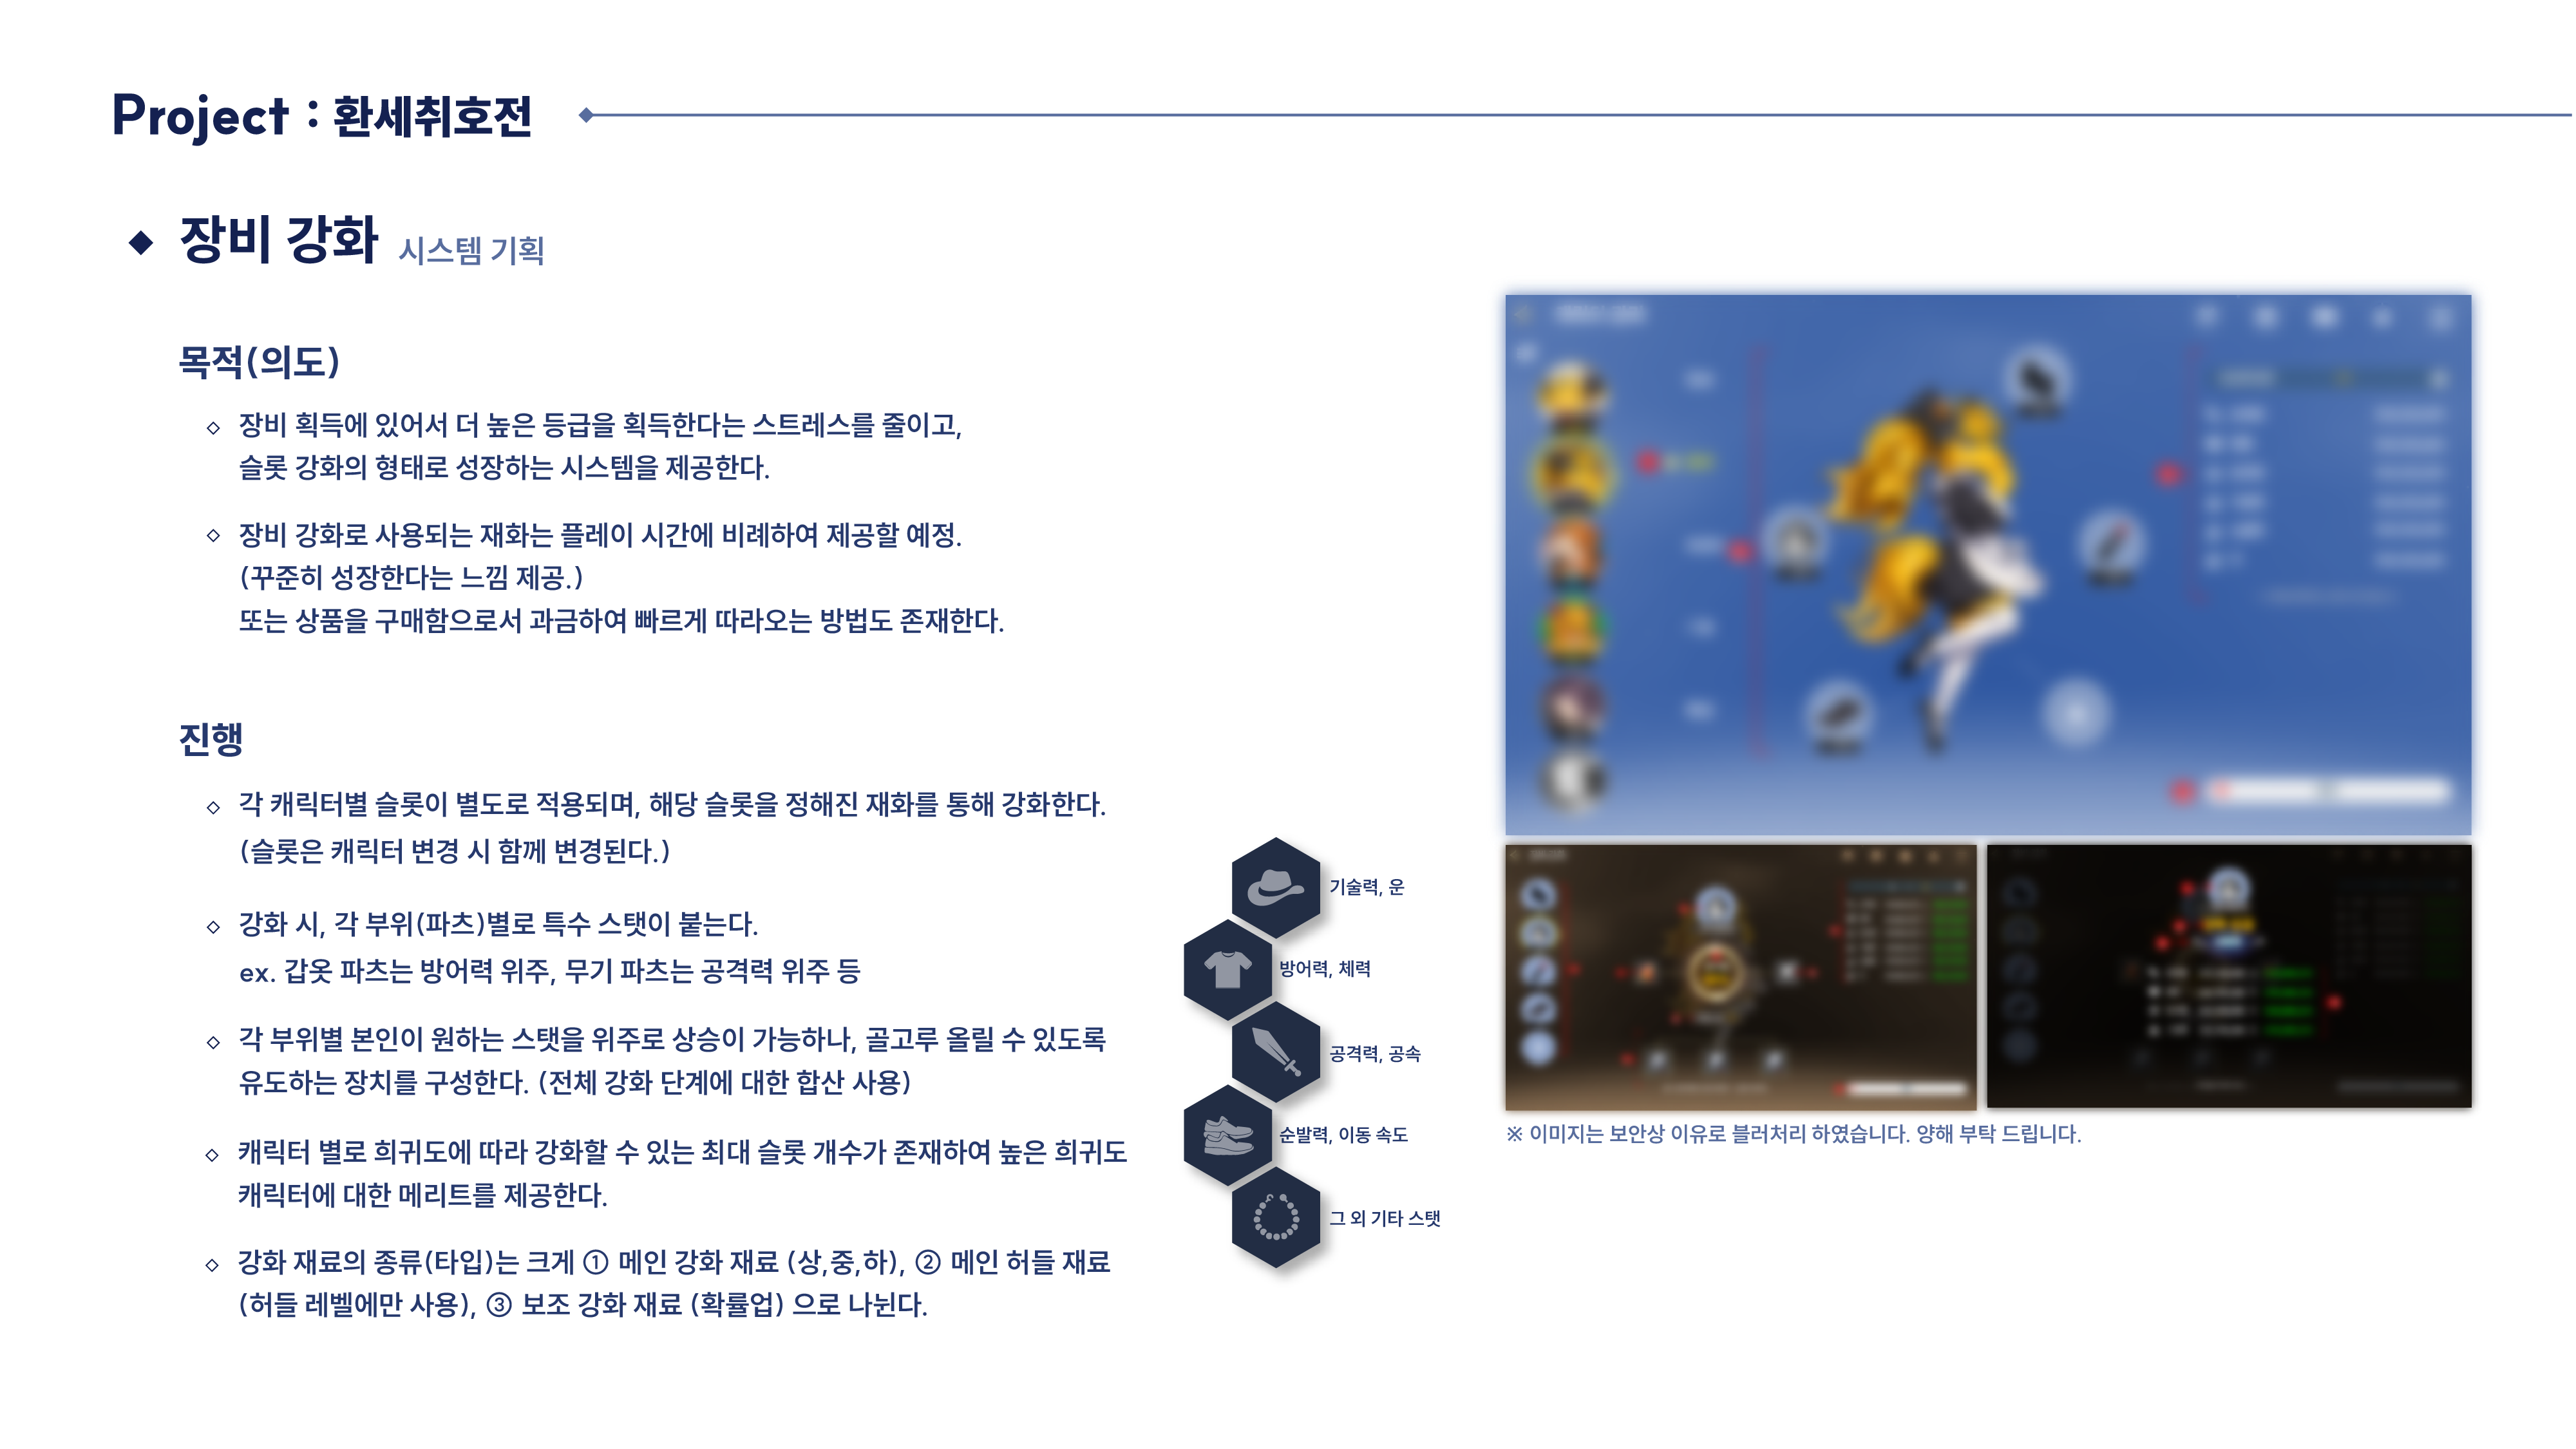 Project : 환세취호전
장비 강화 시스템 기획
목적(의도)
장비 획득에 있어서 더 높은 등급을 획득한다는 스트레스를 줄이고,
슬롯 강화의 형태로 성장하는 시스템을 제공한다.
장비 강화로 사용되는 재화는 플레이 시간에 비례하여 제공할 예정.
(꾸준히 성장한다는 느낌 제공.)
또는 상품을 구매함으로서 과금하여 빠르게 따라오는 방법도 존재한다.
진행
각 캐릭터별 슬롯이 별도로 적용되며, 해당 슬롯을 정해진 재화를 통해 강화한다.
(슬롯은 캐릭터 변경 시 함께 변경된다.)
강화 시, 각 부위(파츠)별로 특수 스탯이 붙는다.
ex. 갑옷 파츠는 방어력 위주, 무기 파츠는 공격력 위주 등
각 부위별 본인이 원하는 스탯을 위주로 상승이 가능하나, 골고루 올릴 수 있도록
유도하는 장치를 구성한다. (전체 강화 단계에 대한 합산 사용)
캐릭터 별로 희귀도에 따라 강화할 수 있는 최대 슬롯 개수가 존재하여 높은 희귀도
캐릭터에 대한 메리트를 제공한다.
강화 재료의 종류(타입)는 크게 ① 메인 강화 재료 (상,중,하), ② 메인 허들 재료
(허들 레벨에만 사용), ③ 보조 강화 재료 (확률업) 으로 나뉜다.
기술력, 운
방어력, 체력
공격력, 공속
순발력, 이동 속도
그 외 기타 스탯
※ 이미지는 보안상 이유로 블러처리 하였습니다. 양해 부탁 드립니다.